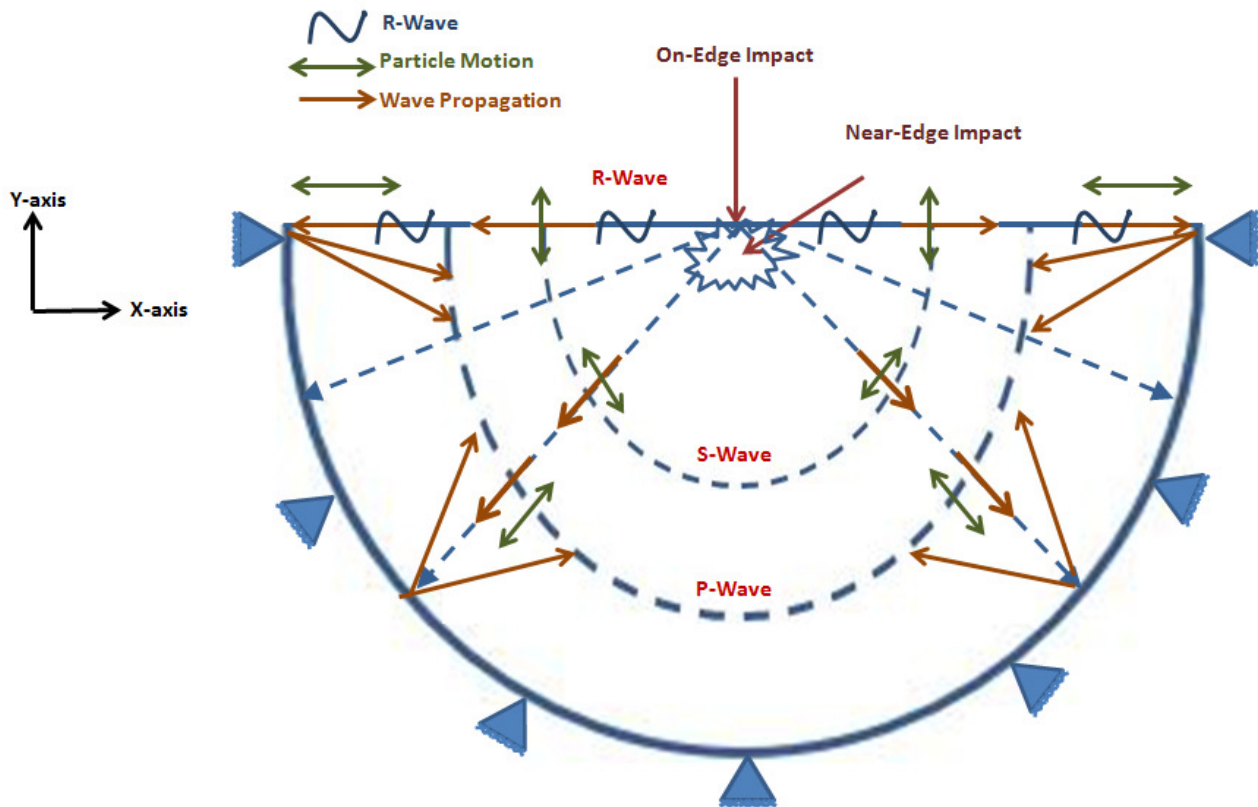 R-Wave
Particle Motion
Wave Propagation
On-Edge Impact
Near-Edge Impact
R-Wave
Y-axis
X-axis
S-Wave
P-Wave